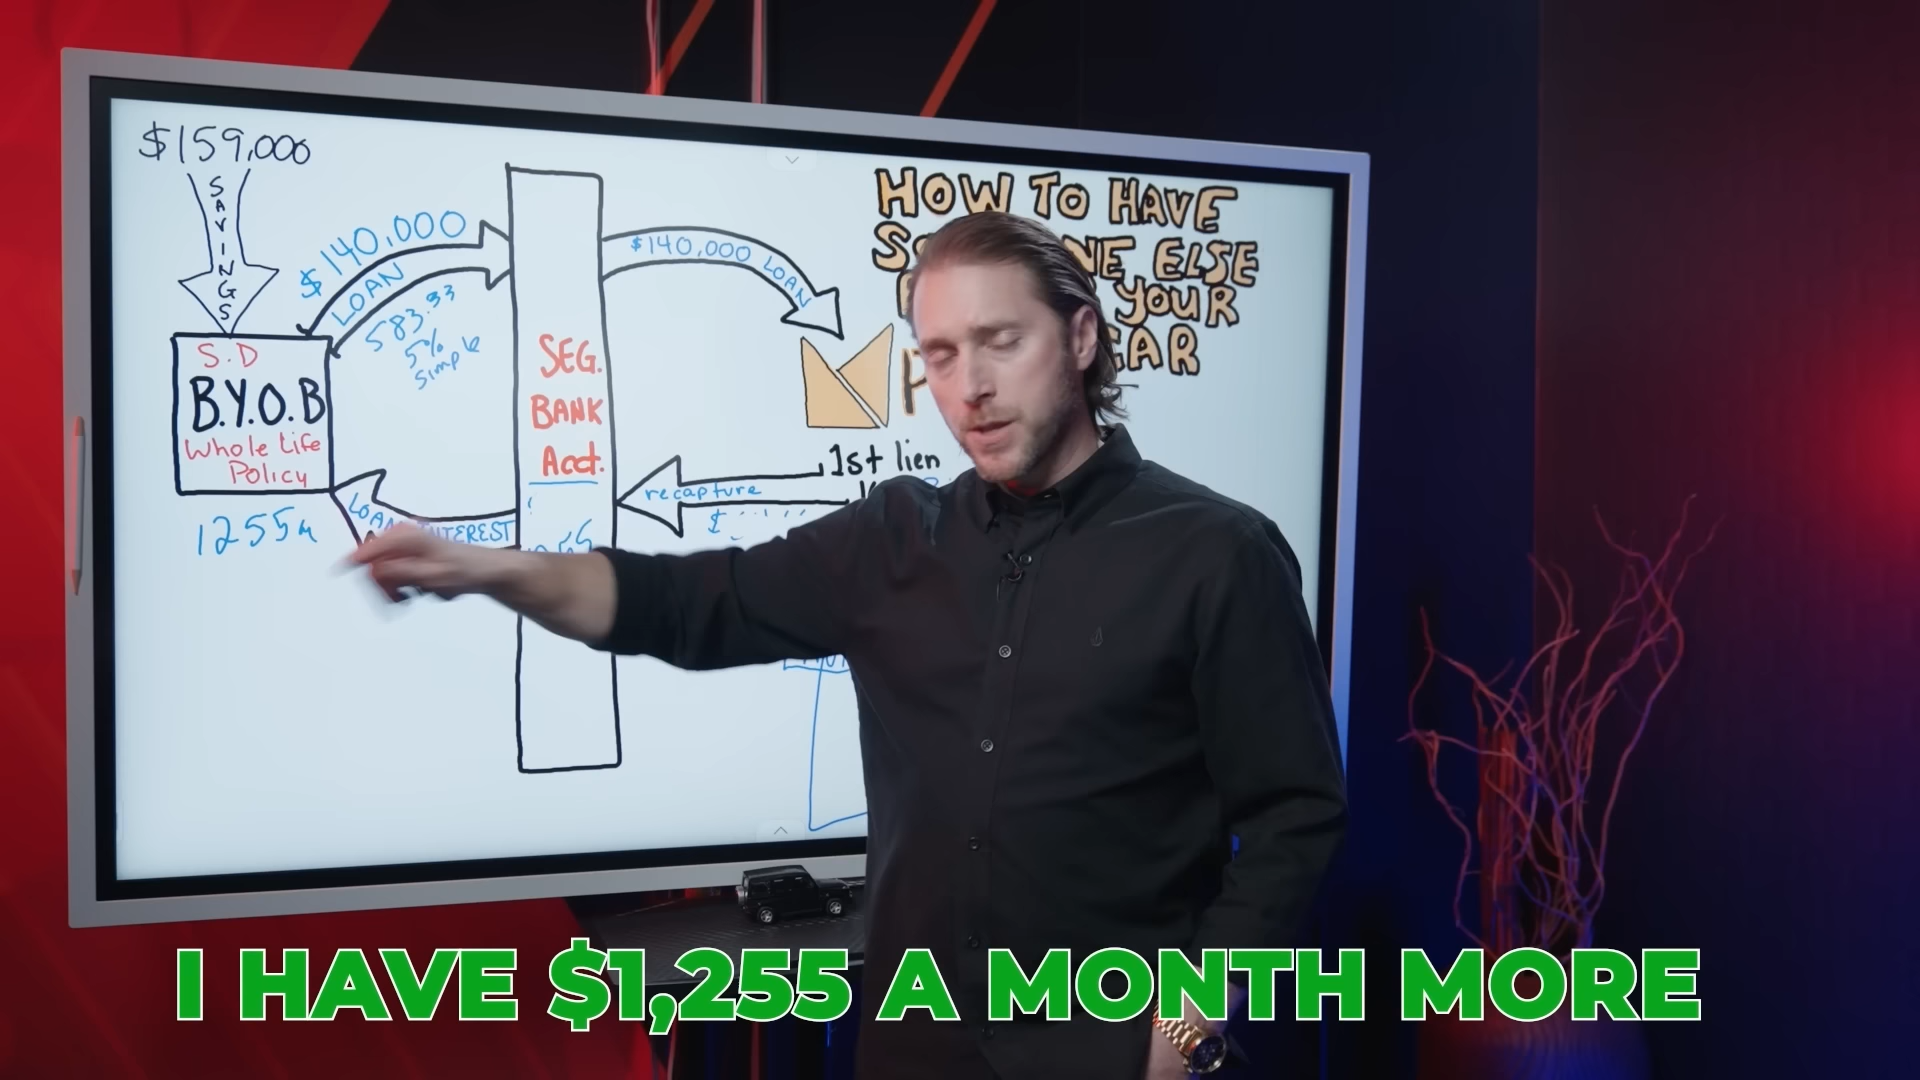 $159,000
SAVINGS
$140,000
LOAN
583.33
5%
simple
S.D
B.Y.O.B
Whole Life
Policy
1255
SEG.
BANK
Acct.
$140,000 LOAN
HOW TO HAVE
ELSE
YOUR
1st lien
recapture
I HAVE $1,255 A MONTH MORE